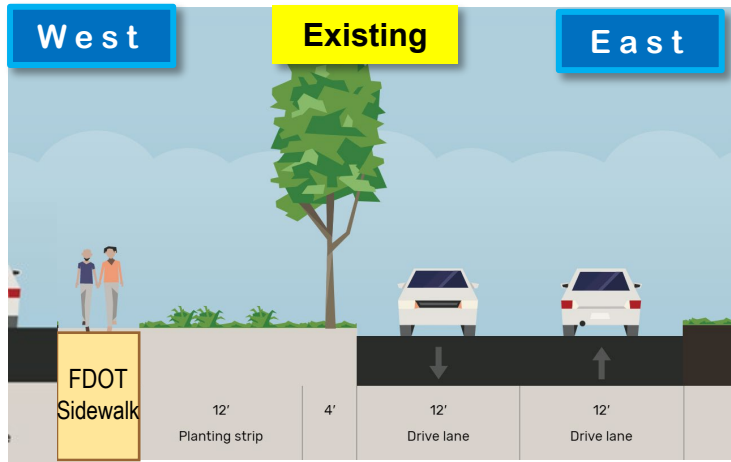 West
Existing
East
FDOT
Sidewalk
12'
4'
12'
12'
Planting strip
Drive lane
Drive lane